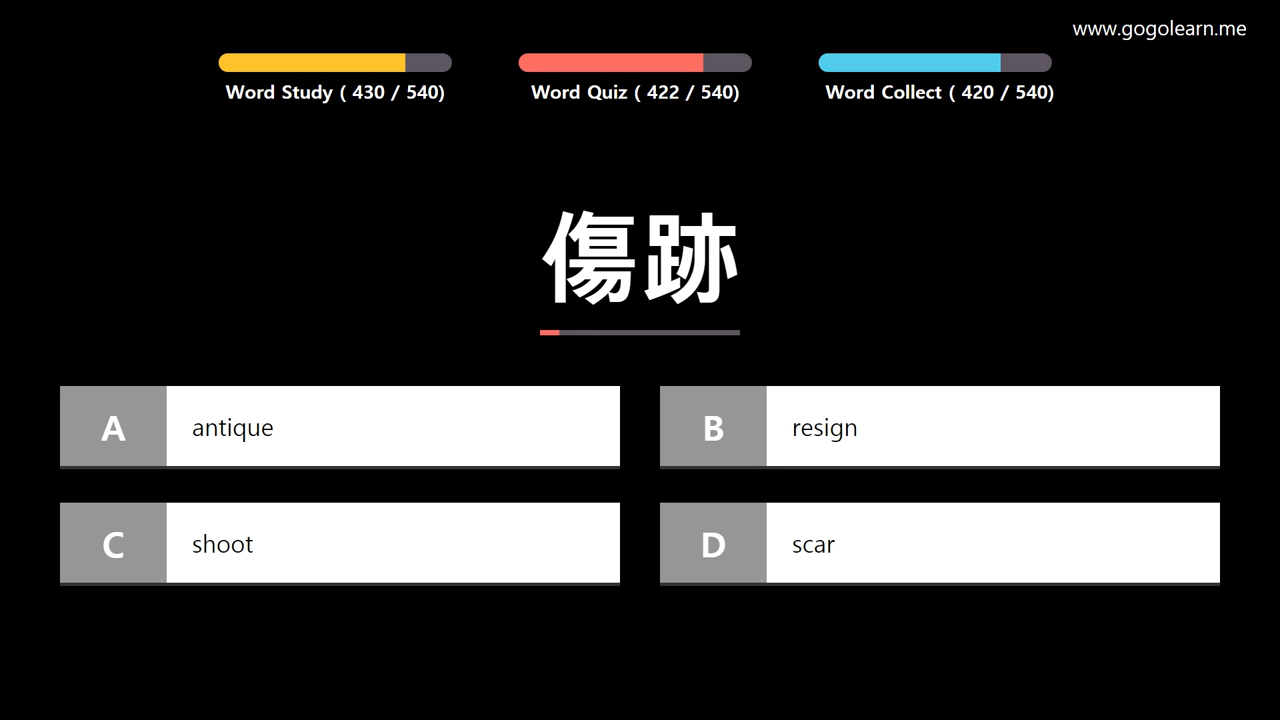 www.gogolearn.me
Word Study ( 430 / 540)
Word Quiz ( 422 / 540)
Word Collect ( 420 / 540)
傷跡
A antique
B resign
C shoot
D scar